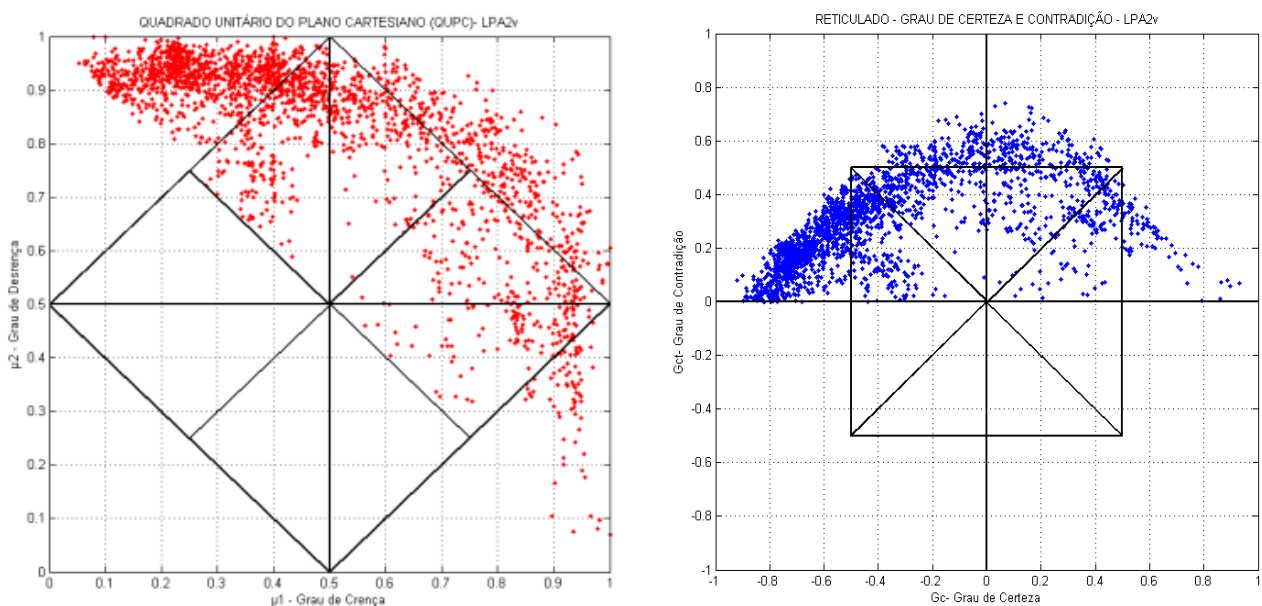 QUADRADO UNITÁRIO DO PLANO CARTESIANO (QUPC)- LPA2v
1
0.9
0.8
0.7
0.6
0.5
0.4
0.3
0.2
0.1
0
µ2 - Grau de Desrença
0 0.1 0.2 0.3 0.4 0.5 0.6 0.7 0.8 0.9 1
µ1 - Grau de Crença
RETICULADO - GRAU DE CERTEZA E CONTRADIÇÃO - LPA2v
1
0.8
0.6
0.4
0.2
0
-0.2
-0.4
-0.6
-0.8
-1
Gct- Grau de Contradição
-1 -0.8 -0.6 -0.4 -0.2 0 0.2 0.4 0.6 0.8 1
Gc- Grau de Certeza